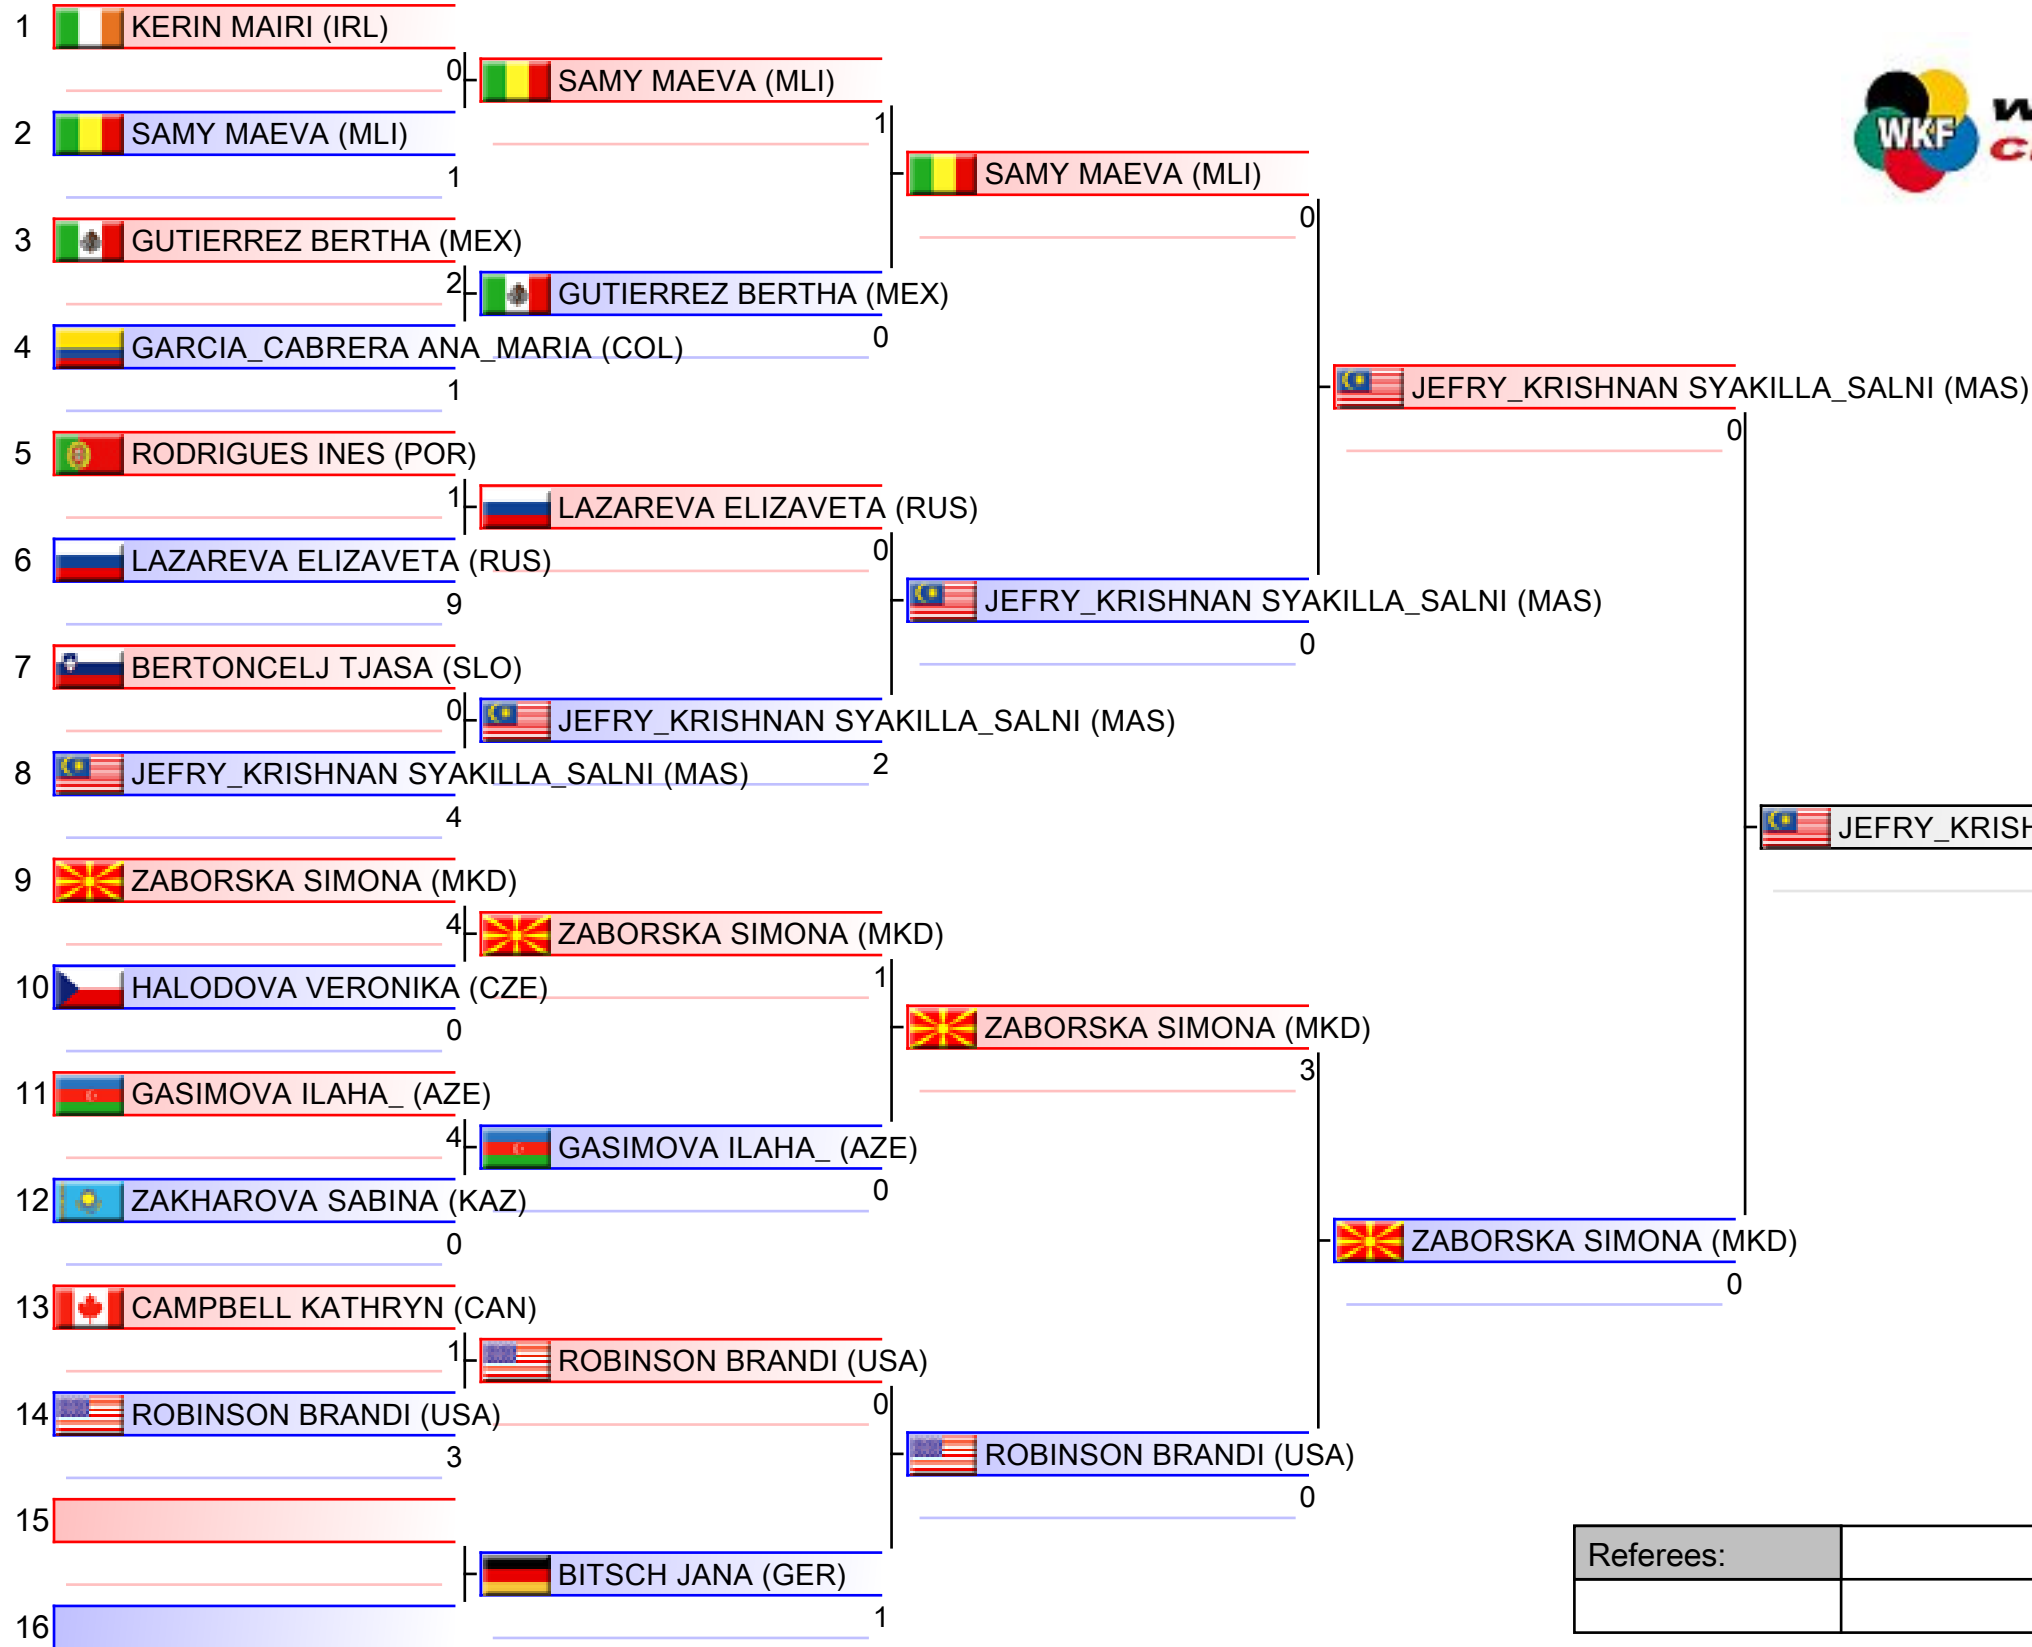 1 KERIN MAIRI (IRL)
0 SAMY MAEVA (MLI)
2 SAMY MAEVA (MLI)
1
1
SAMY MAEVA (MLI)
0
3 GUTIERREZ BERTHA (MEX)
2 GUTIERREZ BERTHA (MEX)
0
4 GARCIA_CABRERA ANA_MARIA (COL)
1
JEFRY_KRISHNAN SYAKILLA_SALNI (MAS)
0
5 RODRIGUES INES (POR)
1 LAZAREVA ELIZAVETA (RUS)
0
6 LAZAREVA ELIZAVETA (RUS)
9
JEFRY_KRISHNAN SYAKILLA_SALNI (MAS)
0
7 BERTONCELJ TJASA (SLO)
0 JEFRY_KRISHNAN SYAKILLA_SALNI (MAS)
2
8 JEFRY_KRISHNAN SYAKILLA_SALNI (MAS)
4
JEFRY_KRISH
9 ZABORSKA SIMONA (MKD)
4 ZABORSKA SIMONA (MKD)
1
10 HALODOVA VERONIKA (CZE)
0
ZABORSKA SIMONA (MKD)
3
11 GASIMOVA ILAHA_ (AZE)
4 GASIMOVA ILAHA_ (AZE)
0
12 ZAKHAROVA SABINA (KAZ)
0
ZABORSKA SIMONA (MKD)
0
13 CAMPBELL KATHRYN (CAN)
1 ROBINSON BRANDI (USA)
0
14 ROBINSON BRANDI (USA)
3
ROBINSON BRANDI (USA)
0
15
BITSCH JANA (GER)
1
16
WKF
Referees: